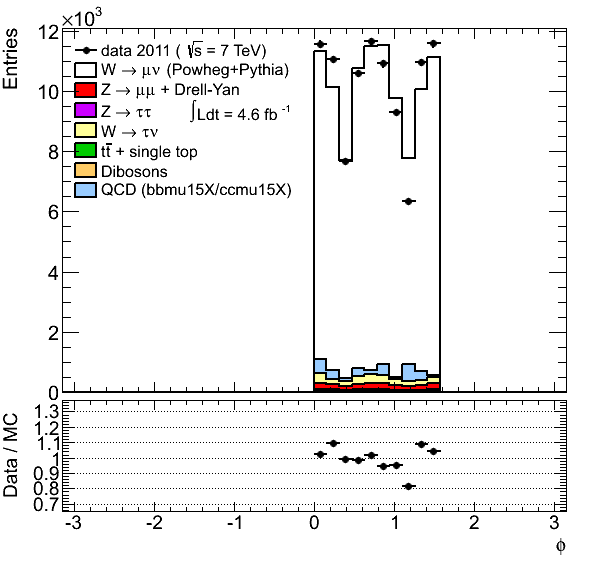 ×10³
Entries
12
10
8
6
4
2
0
data 2011 ( √s = 7 TeV)
W → μν (Powheg+Pythia)
Z → μμ + Drell-Yan
Z → ττ
∫Ldt = 4.6 fb⁻¹
W → τν
tt̄ + single top
Dibosons
QCD (bbmu15X/ccmu15X)
Data / MC
1.3
1.2
1.1
1
0.9
0.8
0.7
-3 -2 -1 0 1 2 3
ϕ